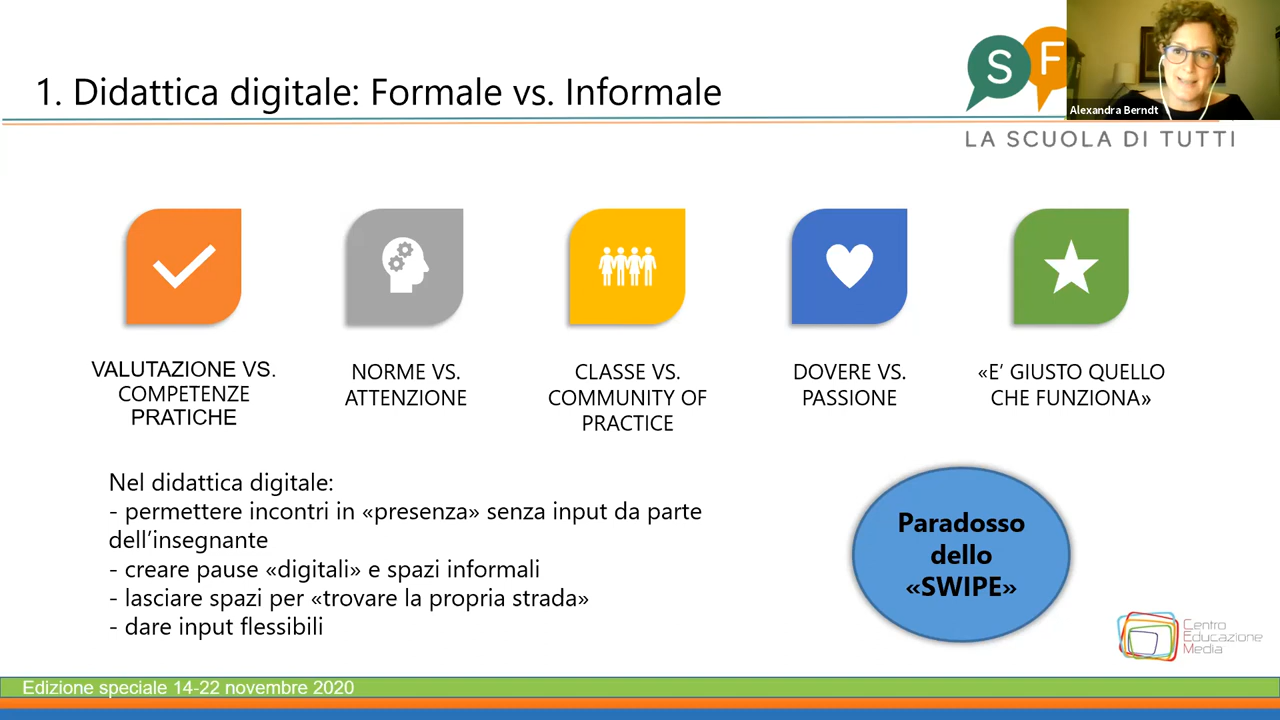 1. Didattica digitale: Formale vs. Informale
S F
Alexandra Berndt
LA SCUOLA DI TUTTI
VALUTAZIONE VS.
COMPETENZE
PRATICHE
NORME VS.
ATTENZIONE
CLASSE VS.
COMMUNITY OF
PRACTICE
DOVERE VS.
PASSIONE
«E’ GIUSTO QUELLO
CHE FUNZIONA»
Nel didattica digitale:
- permettere incontri in «presenza» senza input da parte
dell’insegnante
- creare pause «digitali» e spazi informali
- lasciare spazi per «trovare la propria strada»
- dare input flessibili
Paradosso
dello
«SWIPE»
Centro
Educazione
Media
Edizione speciale 14-22 novembre 2020